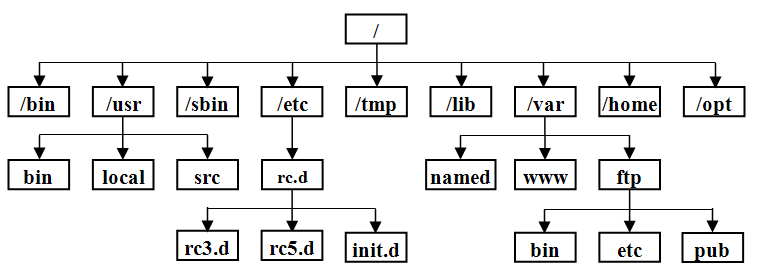 /
/bin /usr /sbin /etc /tmp /lib /var /home /opt
bin local src rc.d named www ftp
rc3.d rc5.d init.d bin etc pub